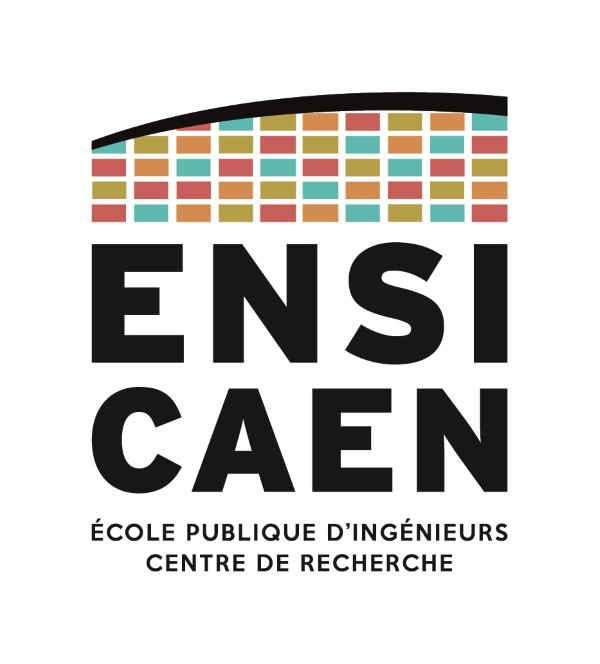 ENSI
CAEN
ÉCOLE PUBLIQUE D'INGÉNIEURS
CENTRE DE RECHERCHE